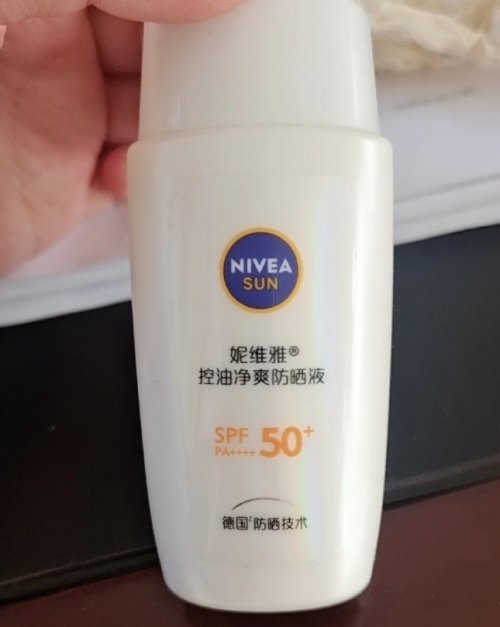 NIVEA
SUN
妮维雅®
控油净爽防晒液
SPF 50+
PA++++
德国²防晒技术